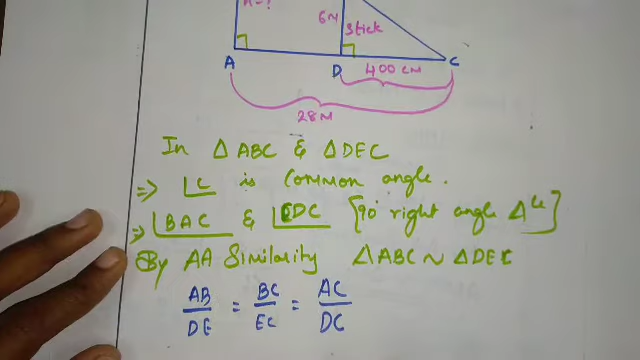 h=?
6M
Stick
A
D
C
400 CM
28M
In △ABC & △DEC
=> ∠C is Common angle.
=> ∠BAC & ∠EDC [90° right angle △le]
By AA Similarity △ABC ~ △DEC
AB/DE = BC/EC = AC/DC